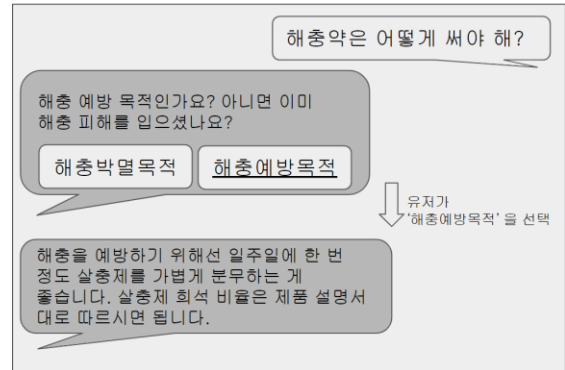 해충약은 어떻게 써야 해?
해충 예방 목적인가요? 아니면 이미
해충 피해를 입으셨나요?
해충박멸목적 해충예방목적
유저가
‘해충예방목적’을 선택
해충을 예방하기 위해선 일주일에 한 번
정도 살충제를 가볍게 분무하는 게
좋습니다. 살충제 희석 비율은 제품 설명서
대로 따르시면 됩니다.